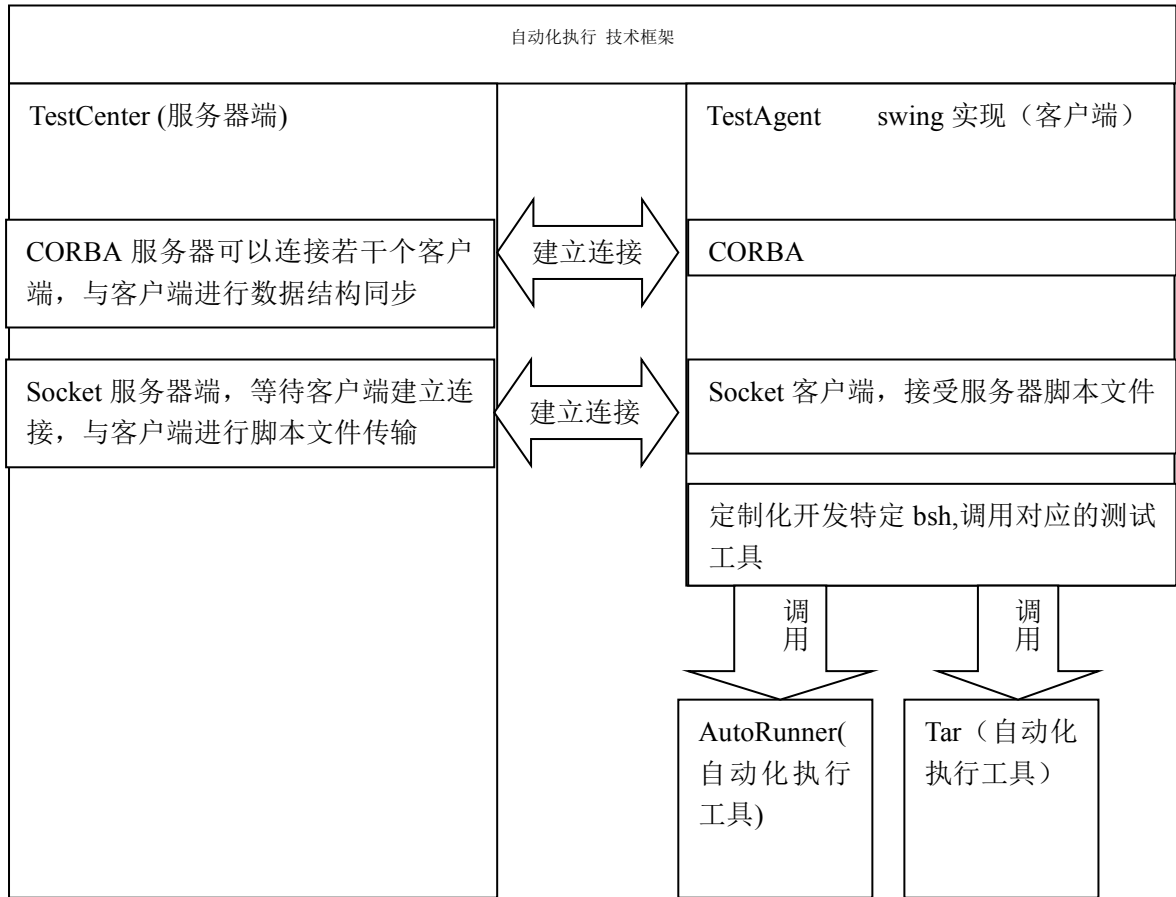 自动化执行 技术框架
TestCenter (服务器端)
TestAgent swing 实现（客户端）
CORBA 服务器可以连接若干个客户
端，与客户端进行数据结构同步
建立连接
CORBA
Socket 服务器端，等待客户端建立连
接，与客户端进行脚本文件传输
建立连接
Socket 客户端，接受服务器脚本文件
定制化开发特定 bsh,调用对应的测试
工具
调
用
调
用
AutoRunner(
自动化执行
工具)
Tar（自动化
执行工具）